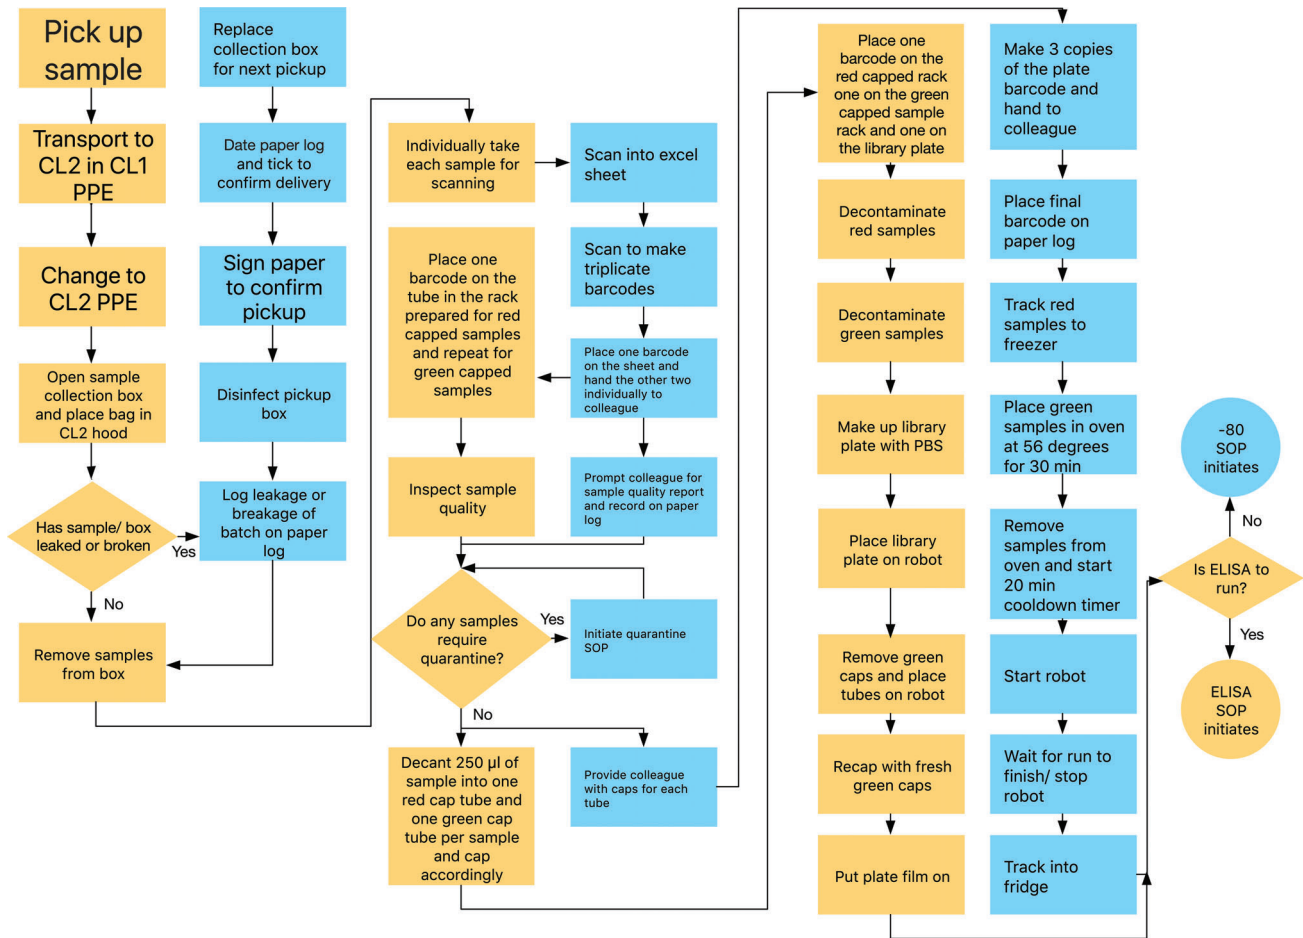 Pick up
sample
Transport to
CL2 in CL1
PPE
Change to
CL2 PPE
Open sample
collection box
and place bag in
CL2 hood
Has sample/ box
leaked or broken
Yes
No
Remove samples
from box
Replace
collection box
for next pickup
Date paper log
and tick to
confirm delivery
Sign paper
to confirm
pickup
Disinfect pickup
box
Log leakage or
breakage of
batch on paper
log
Individually take
each sample for
scanning
Place one
barcode on the
tube in the rack
prepared for red
capped samples
and repeat for
green capped
samples
Inspect sample
quality
Do any samples
require
quarantine?
Yes
No
Decant 250 µl of
sample into one
red cap tube and
one green cap
tube per sample
and cap
accordingly
Scan into excel
sheet
Scan to make
triplicate
barcodes
Place one barcode
on the sheet and
hand the other two
individually to
colleague
Prompt colleague for
sample quality report
and record on paper
log
Initiate quarantine
SOP
Provide colleague
with caps for each
tube
Place one
barcode on the
red capped rack
one on the green
capped sample
rack and one on
the library plate
Decontaminate
red samples
Decontaminate
green samples
Make up library
plate with PBS
Place library
plate on robot
Remove green
caps and place
tubes on robot
Recap with fresh
green caps
Put plate film on
Make 3 copies
of the plate
barcode and
hand to
colleague
Place final
barcode on
paper log
Track red
samples to
freezer
Place green
samples in oven
at 56 degrees
for 30 min
Remove
samples from
oven and start
20 min
cooldown timer
Start robot
Wait for run to
finish/ stop
robot
Track into
fridge
-80
SOP
initiates
No
Is ELISA to
run?
Yes
ELISA
SOP
initiates